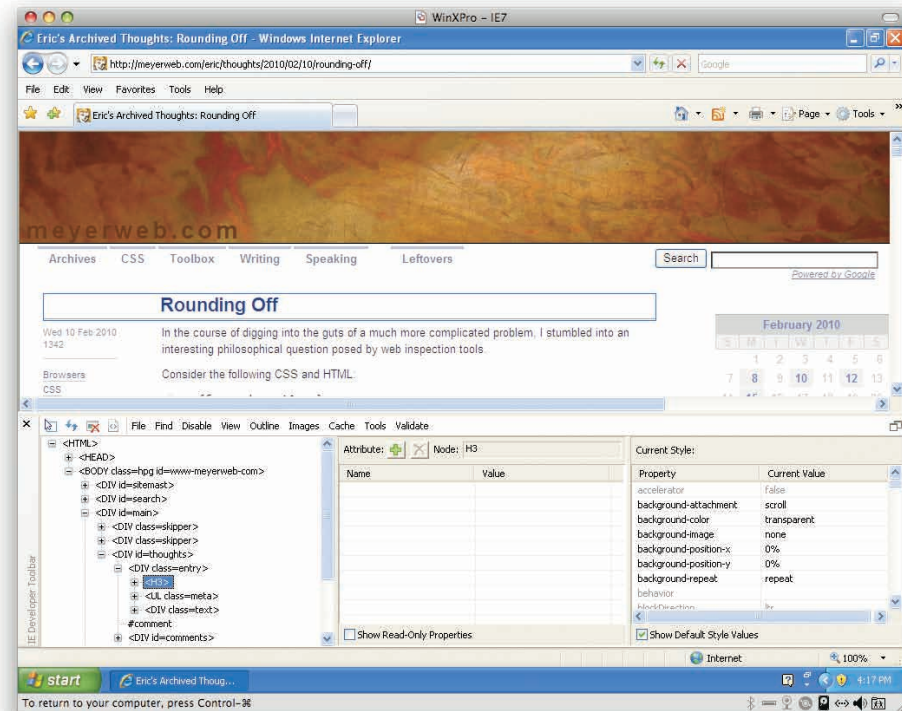 WinXPro – IE7
Eric's Archived Thoughts: Rounding Off - Windows Internet Explorer
http://meyerweb.com/eric/thoughts/2010/02/10/rounding-off/
Google
File Edit View Favorites Tools Help
Eric's Archived Thoughts: Rounding Off
Page Tools »
meyerweb.com
Archives CSS Toolbox Writing Speaking Leftovers
Search
Powered by Google
Rounding Off
Wed 10 Feb 2010
1342
In the course of digging into the guts of a much more complicated problem, I stumbled into an
interesting philosophical question posed by web inspection tools.
Consider the following CSS and HTML:
Browsers
CSS
February 2010
S M T W T F S
1 2 3 4 5 6
7 8 9 10 11 12 13
File Find Disable View Outline Images Cache Tools Validate
IE Developer Toolbar
<HTML>
<HEAD>
<BODY class=hpg id=www-meyerweb-com>
<DIV id=sitemast>
<DIV id=search>
<DIV id=main>
<DIV class=skipper>
<DIV class=skipper>
<DIV id=thoughts>
<DIV class=entry>
<H3>
<UL class=meta>
<DIV class=text>
#comment
<DIV id=comments>
Attribute: Node: H3
Name Value
Show Read-Only Properties
Current Style:
Property Current Value
accelerator false
background-attachment scroll
background-color transparent
background-image none
background-position-x 0%
background-position-y 0%
background-repeat repeat
behavior
blockDirection ltr
Show Default Style Values
Internet 100%
start
Eric's Archived Thoug...
4:17 PM
To return to your computer, press Control-⌘